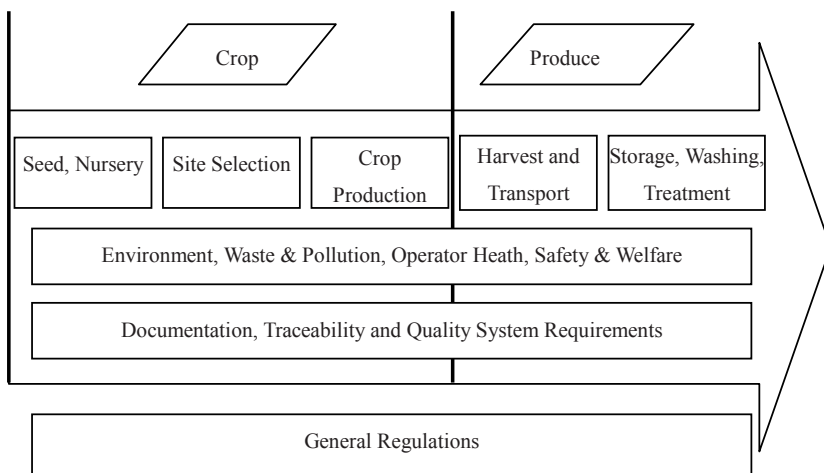 Crop
Produce
Seed, Nursery
Site Selection
Crop
Production
Harvest and
Transport
Storage, Washing,
Treatment
Environment, Waste & Pollution, Operator Heath, Safety & Welfare
Documentation, Traceability and Quality System Requirements
General Regulations